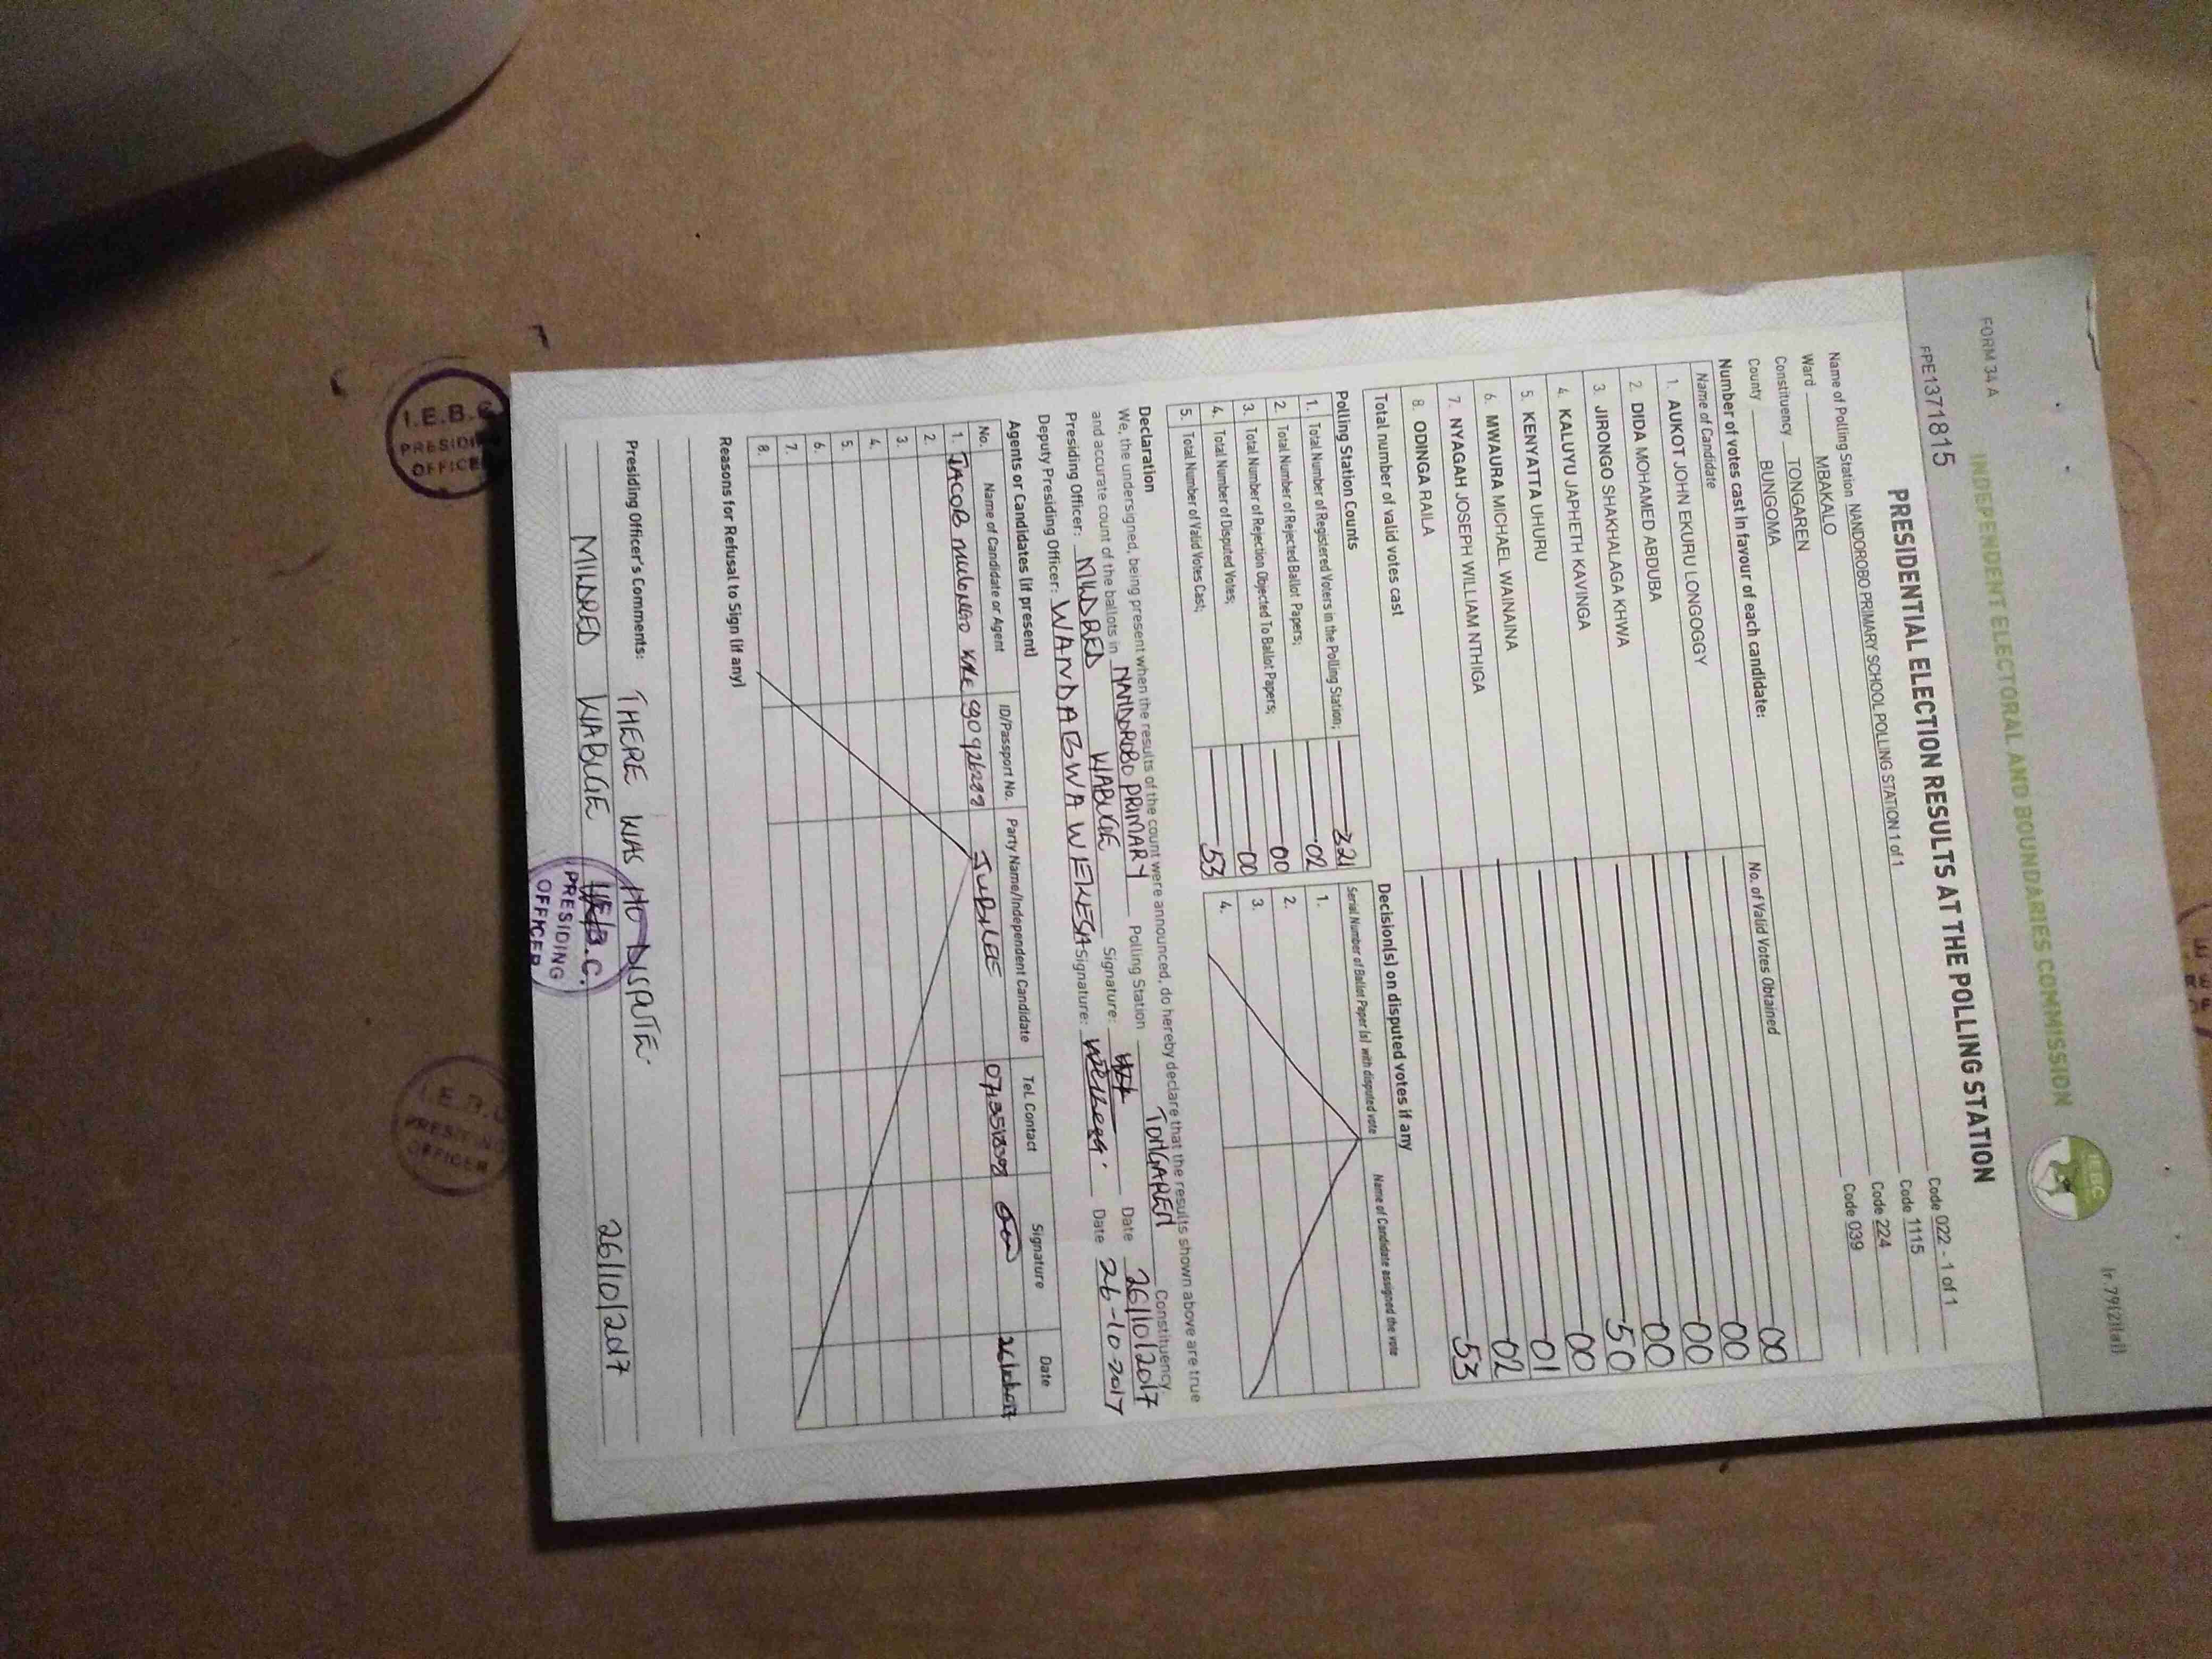 FORM 34 A
Ir. 79(2)(a)
INDEPENDENT ELECTORAL AND BOUNDARIES COMMISSION
IEBC
FPE1371815
PRESIDENTIAL ELECTION RESULTS AT THE POLLING STATION
Name of Polling Station NANDOROBO PRIMARY SCHOOL POLLING STATION 1 of 1 Code 022 - 1 of 1
Ward MBAKALO Code 1115
Constituency TONGAREN Code 224
County BUNGOMA Code 039
Number of votes cast in favour of each candidate:
Name of Candidate No. of Valid Votes Obtained
1. AUKOT JOHN EKURU LONGOGGY 00
2. DIDA MOHAMED ABDUBA 00
3. JIRONGO SHAKHALAGA KHWA 00
4. KALUYU JAPHETH KAVINGA 00
5. KENYATTA UHURU 50
6. MWAURA MICHAEL WAINAINA 00
7. NYAGAH JOSEPH WILLIAM NTHIGA 01
8. ODINGA RAILA 02
Total number of valid votes cast 53
Polling Station Counts
1. Total Number of Registered Voters in the Polling Station; 321
2. Total Number of Rejected Ballot Papers; 02
3. Total Number of Rejection Objected To Ballot Papers; 00
4. Total Number of Disputed Votes; 00
5. Total Number of Valid Votes Cast; 53
Decision(s) on disputed votes if any
Serial Number of Ballot Paper (s) with disputed vote Name of Candidate assigned the vote
1.
2.
3.
4.
Declaration
We, the undersigned, being present when the results of the count were announced, do hereby declare that the results shown above are true
and accurate count of the ballots in NANDOROBO PRIMARY Polling Station TONGAREN Constituency.
Presiding Officer: MILDRED WABUGE Signature: Date 26/10/2017
Deputy Presiding Officer: WANDABWA WEKESA Signature: Date 26-10-2017
Agents or Candidates (if present)
No. Name of Candidate or Agent ID/Passport No. Party Name/Independent Candidate Tel. Contact Signature Date
1. JACOB JUBILEE
2.
3.
4.
5.
6.
7.
8.
Reasons for Refusal to Sign (if any)
Presiding Officer's Comments: THERE WAS NO DISPUTE.
MILDRED WABUGE 26/10/2017
I.E.B.C.
PRESIDING
OFFICER
I.E.B.C
PRESIDING
OFFICER
I.E.B.C
PRESIDING
OFFICER